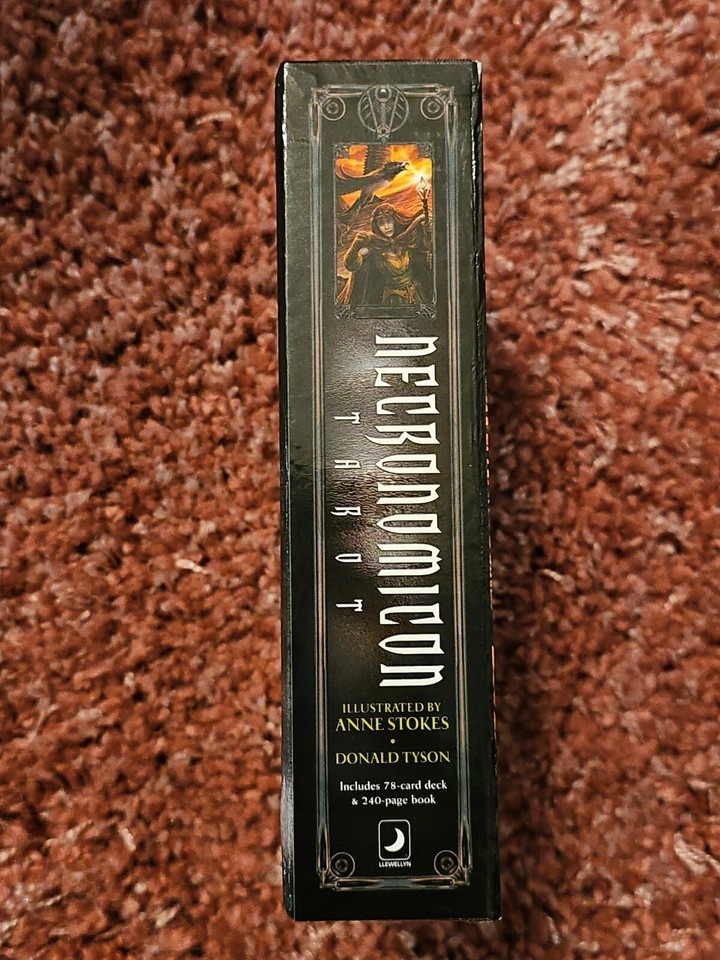 NECRONOMICON
TAROT
ILLUSTRATED BY
ANNE STOKES
•
DONALD TYSON
Includes 78-card deck
& 240-page book
LLEWELLYN